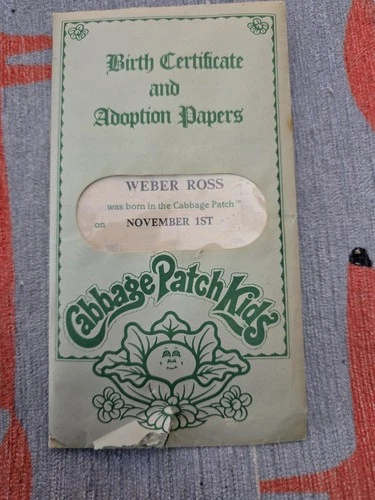 Birth Certificate
and
Adoption Papers
WEBER ROSS
was born in the Cabbage Patch™
on NOVEMBER 1ST
Cabbage Patch Kids